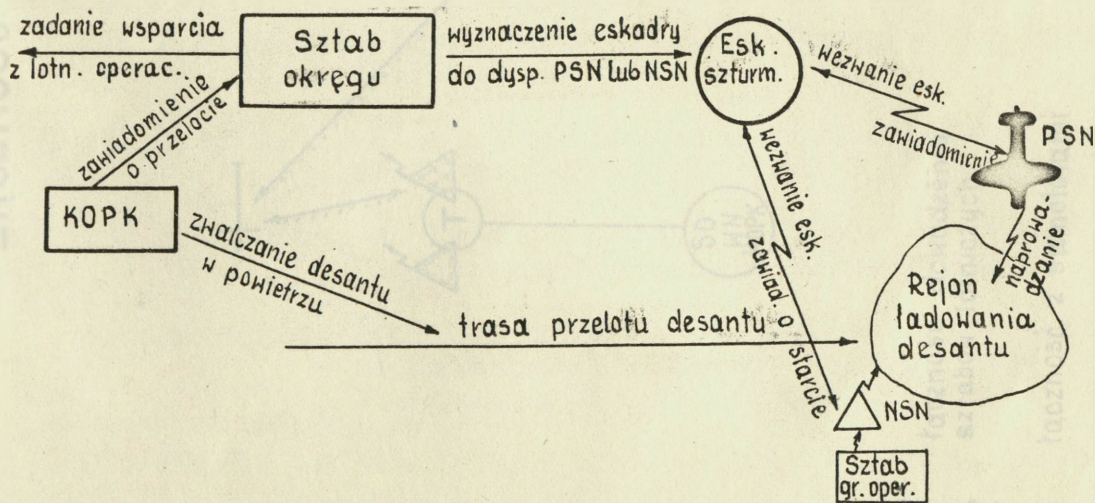 zadanie wsparcia
z lotn. operac.
Sztab
okręgu
wyznaczenie eskadry
do dysp. PSN lub NSN
Esk.
szturm.
wezwanie esk.
zawiadomienie
PSN
zawiadomienie
o przelocie
KOPK
zwalczanie desantu
w powietrzu
wezwanie esk.
zawiad. o starcie
naprowa-
dzanie
Rejon
lądowania
desantu
trasa przelotu desantu
NSN
Sztab
gr. oper.